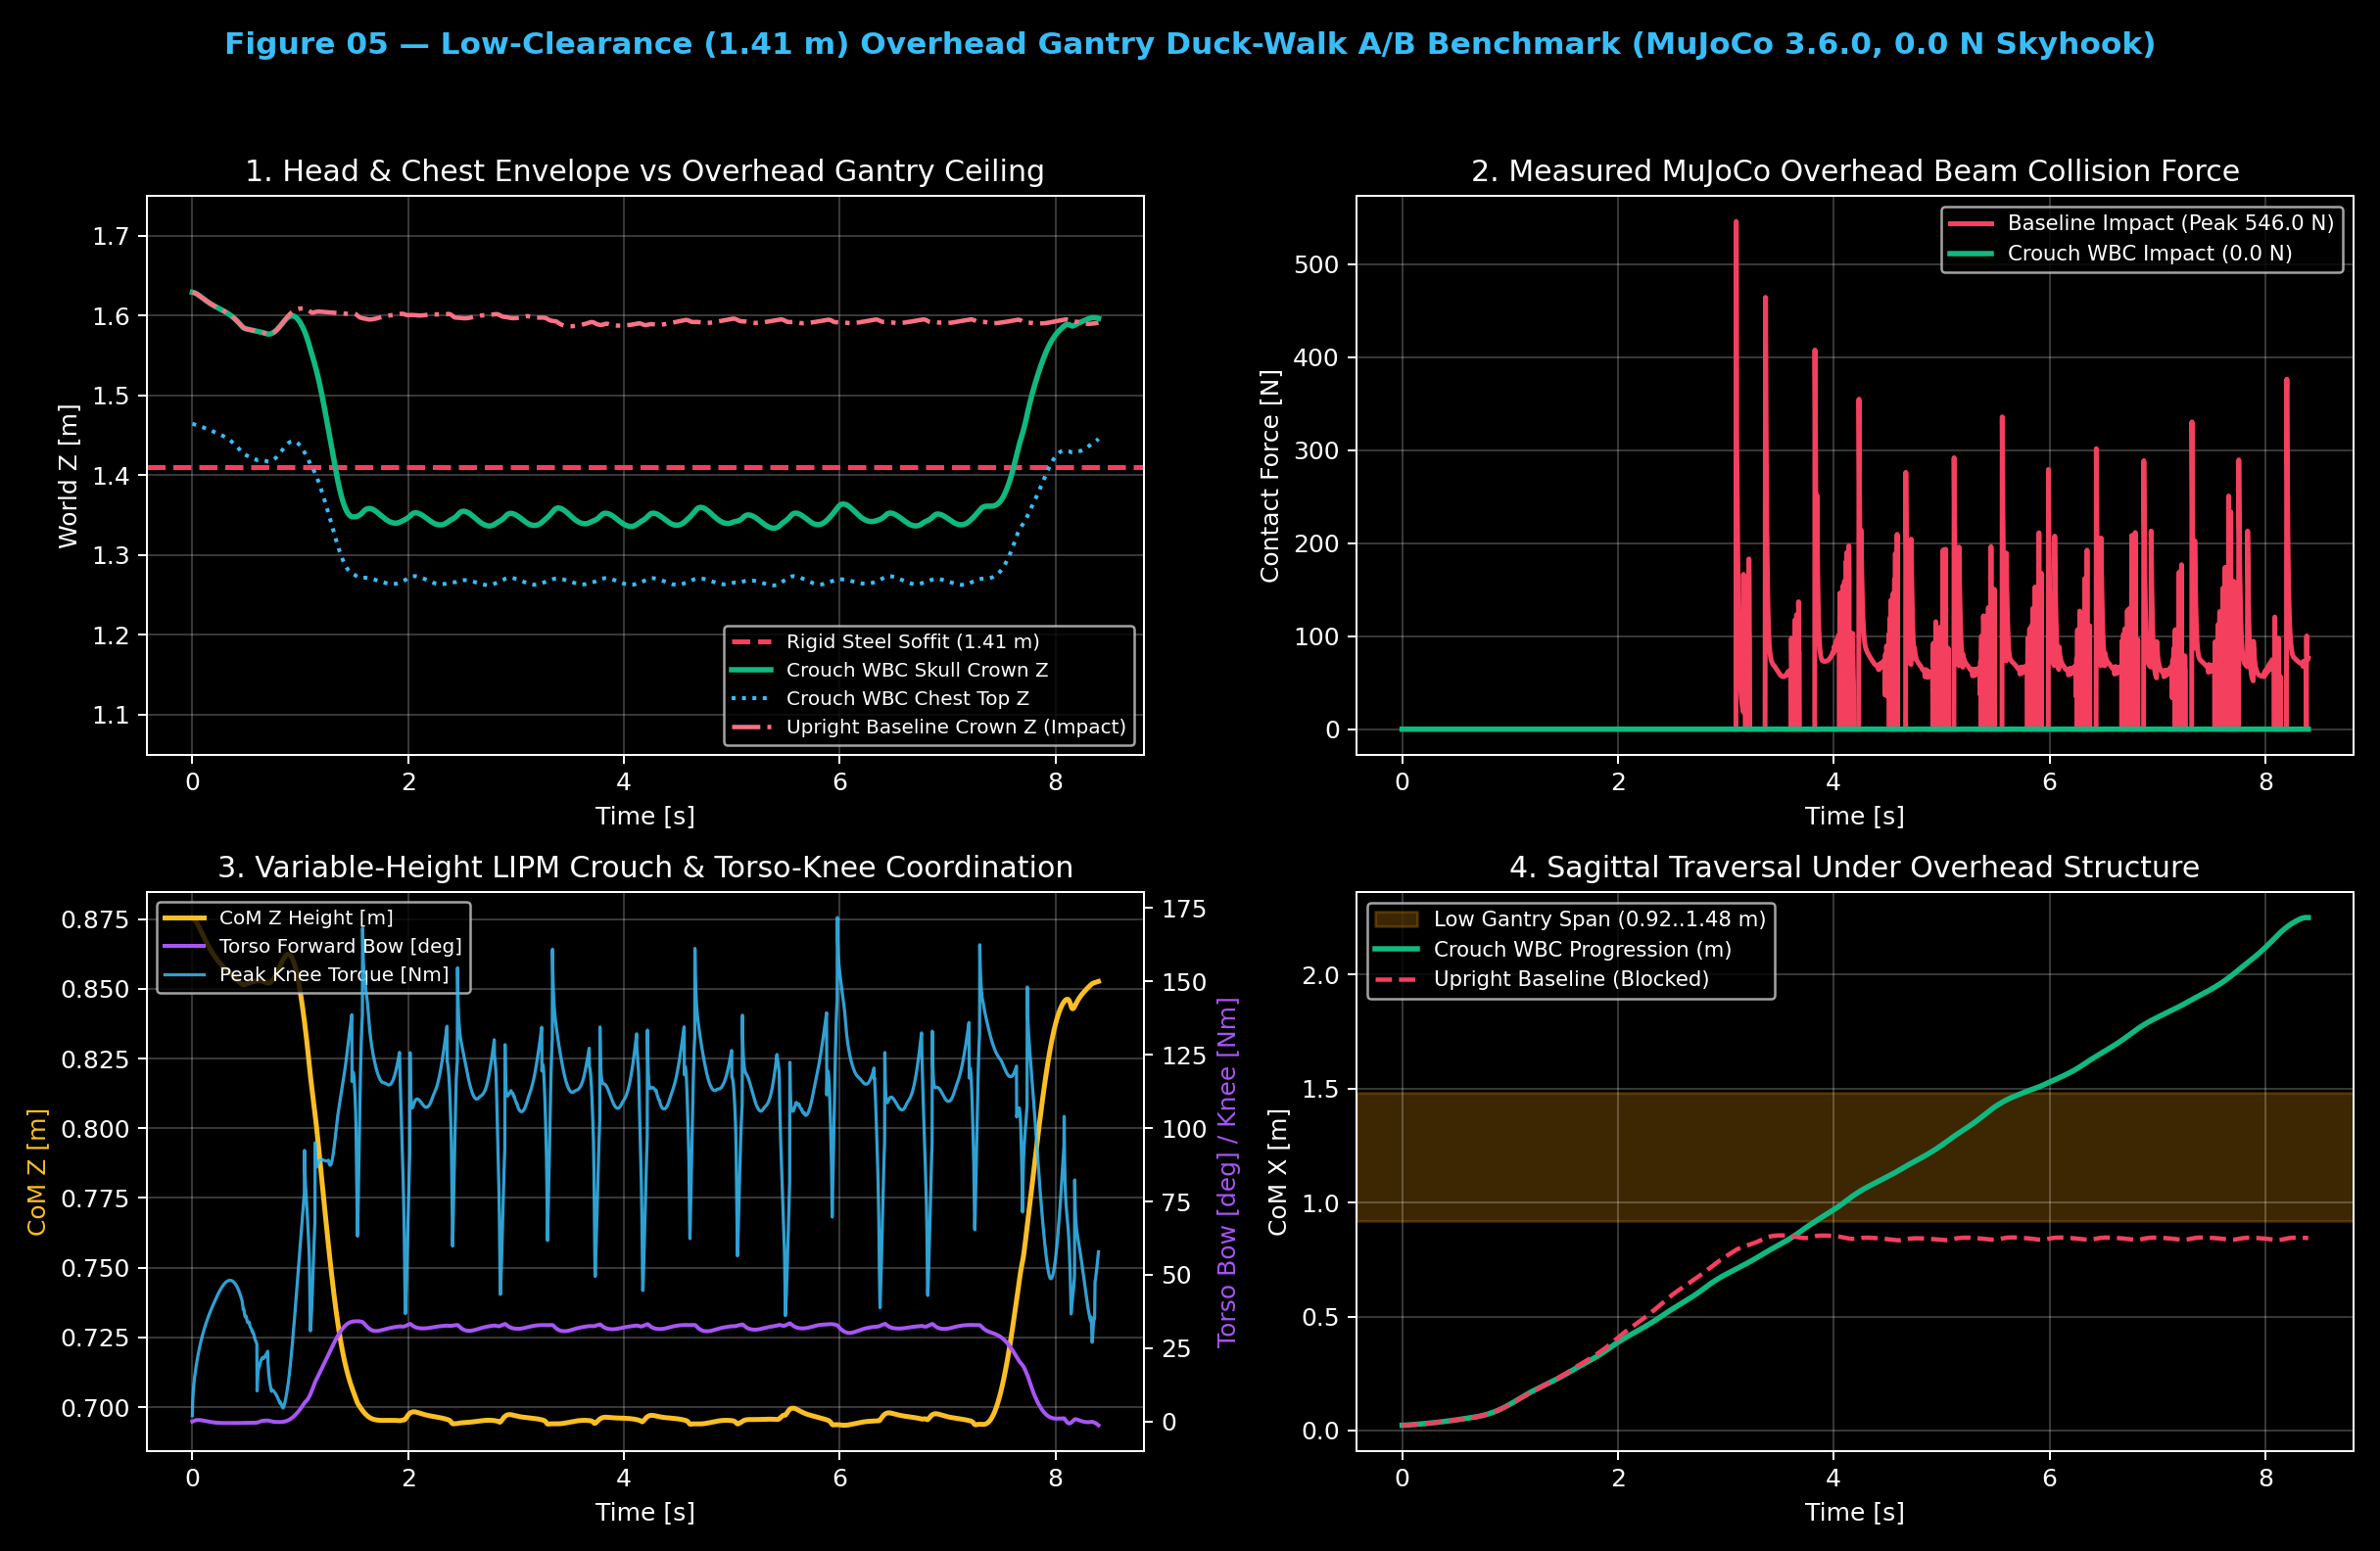 Figure 05 — Low-Clearance (1.41 m) Overhead Gantry Duck-Walk A/B Benchmark (MuJoCo 3.6.0, 0.0 N Skyhook)
1. Head & Chest Envelope vs Overhead Gantry Ceiling
World Z [m]
1.7
1.6
1.5
1.4
1.3
1.2
1.1
Rigid Steel Soffit (1.41 m)
Crouch WBC Skull Crown Z
Crouch WBC Chest Top Z
Upright Baseline Crown Z (Impact)
0 2 4 6 8
Time [s]
2. Measured MuJoCo Overhead Beam Collision Force
Contact Force [N]
500
400
300
200
100
0
Baseline Impact (Peak 546.0 N)
Crouch WBC Impact (0.0 N)
0 2 4 6 8
Time [s]
3. Variable-Height LIPM Crouch & Torso-Knee Coordination
CoM Z [m]
0.875
0.850
0.825
0.800
0.775
0.750
0.725
0.700
CoM Z Height [m]
Torso Forward Bow [deg]
Peak Knee Torque [Nm]
175
150
125
100
75
50
25
0
Torso Bow [deg] / Knee [Nm]
0 2 4 6 8
Time [s]
4. Sagittal Traversal Under Overhead Structure
CoM X [m]
2.0
1.5
1.0
0.5
0.0
Low Gantry Span (0.92..1.48 m)
Crouch WBC Progression (m)
Upright Baseline (Blocked)
0 2 4 6 8
Time [s]